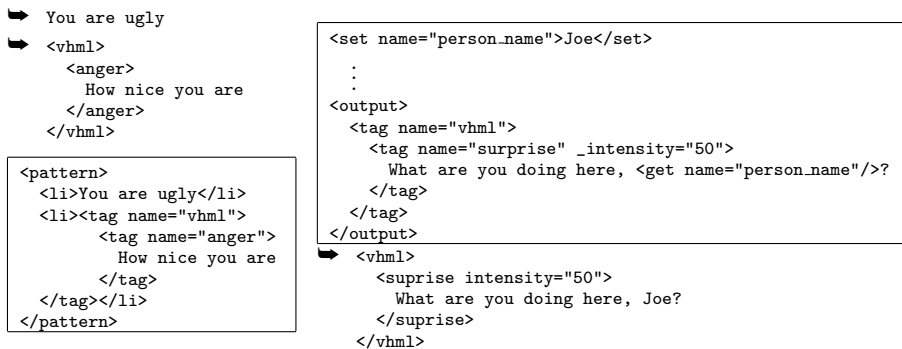 ➥ You are ugly
➥ <vhml>
<anger>
How nice you are
</anger>
</vhml>
<pattern>
<li>You are ugly</li>
<li><tag name="vhml">
<tag name="anger">
How nice you are
</tag>
</tag></li>
</pattern>
<set name="person_name">Joe</set>
.
.
.
<output>
<tag name="vhml">
<tag name="surprise" _intensity="50">
What are you doing here, <get name="person_name"/>?
</tag>
</tag>
</output>
➥ <vhml>
<suprise intensity="50">
What are you doing here, Joe?
</suprise>
</vhml>